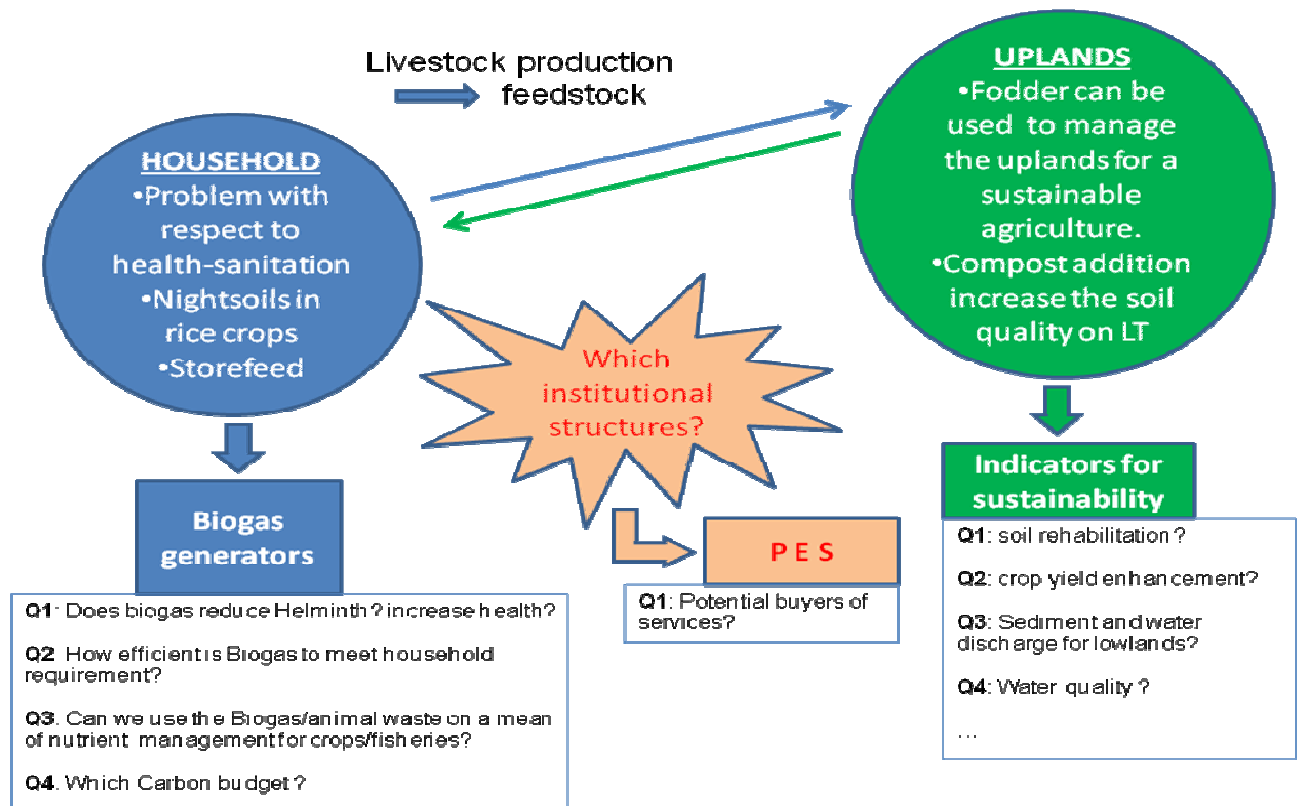 Livestock production
feedstock
HOUSEHOLD
•Problem with
respect to
health-sanitation
•Nightsoils in
rice crops
•Storefeed
UPLANDS
•Fodder can be
used to manage
the uplands for a
sustainable
agriculture.
•Compost addition
increase the soil
quality on LT
Which
institutional
structures?
Biogas
generators
Q1: Does biogas reduce Helminth? increase health?
Q2 How efficient is Biogas to meet household
requirement?
Q3. Can we use the Biogas/animal waste on a mean
of nutrient management for crops/fisheries?
Q4. Which Carbon budget?
P E S
Q1: Potential buyers of
services?
Indicators for
sustainability
Q1: soil rehabilitation?
Q2: crop yield enhancement?
Q3: Sediment and water
discharge for lowlands?
Q4: Water quality?
...